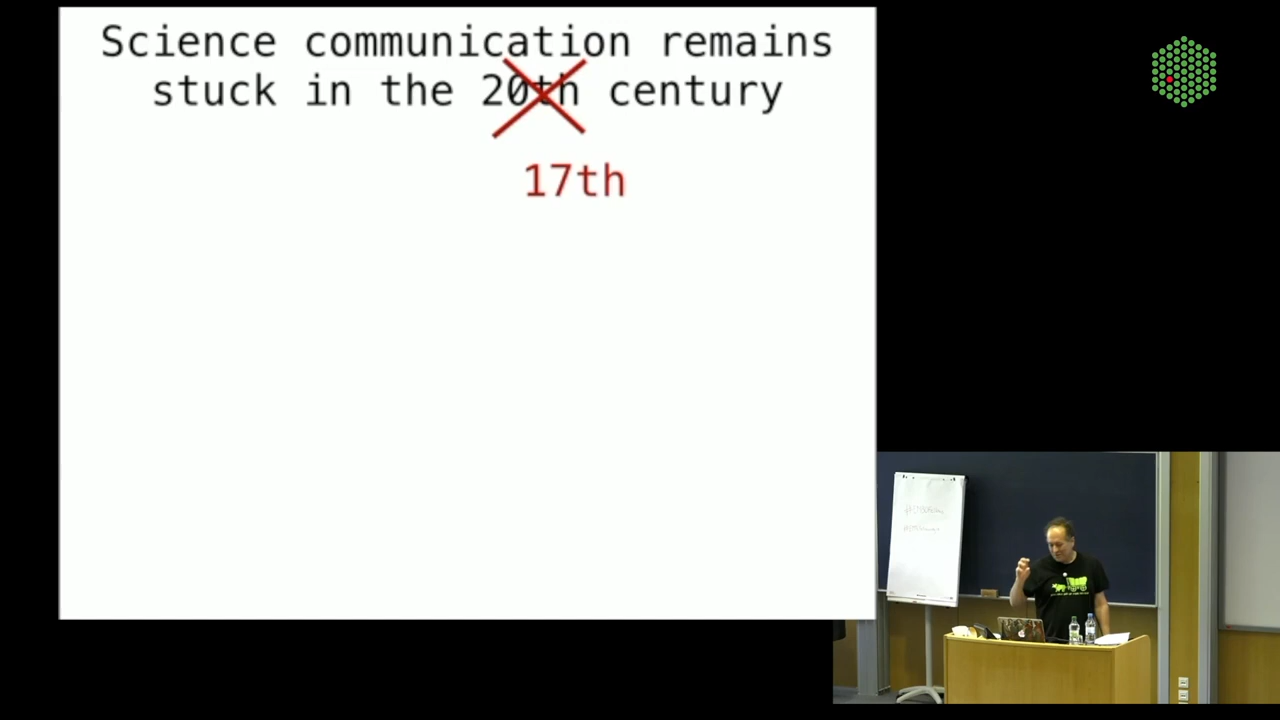 Science communication remains
stuck in the 20th century
17th